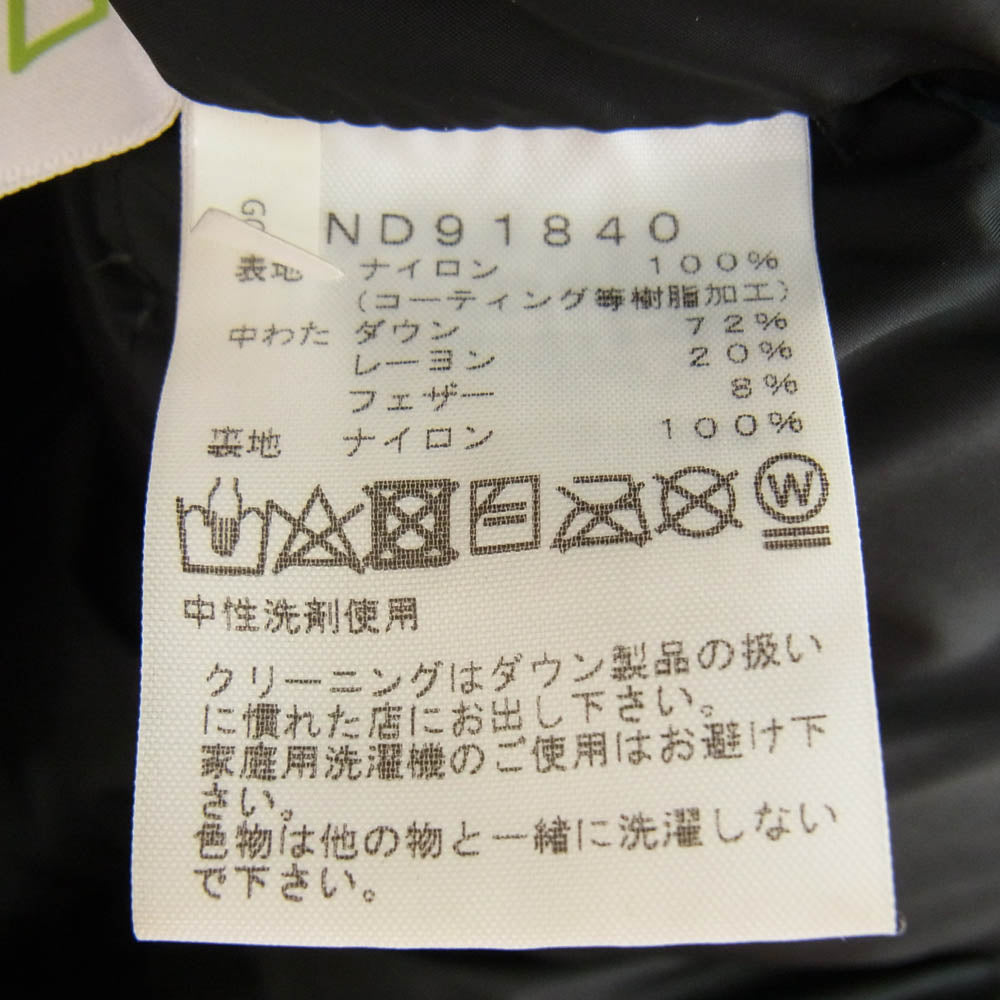 ND91840
表地 ナイロン 100%
(コーティング等樹脂加工)
中わた ダウン 72%
レーヨン 20%
フェザー 8%
裏地 ナイロン 100%
W
中性洗剤使用
クリーニングはダウン製品の扱い
に慣れた店にお出し下さい。
家庭用洗濯機のご使用はお避け下
さい。
色物は他の物と一緒に洗濯しない
で下さい。